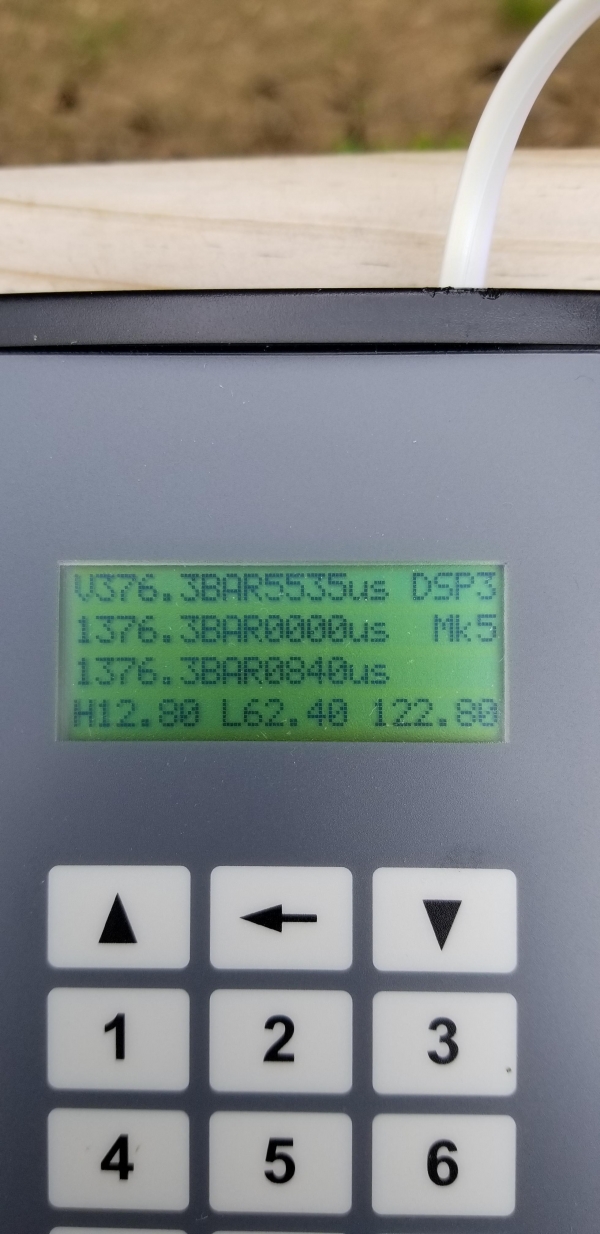 V376.3BAR5535us DSP3
1376.3BAR0000us Mk5
1376.3BAR0840us
H12.80 L62.40 122.80
1 2 3
4 5 6